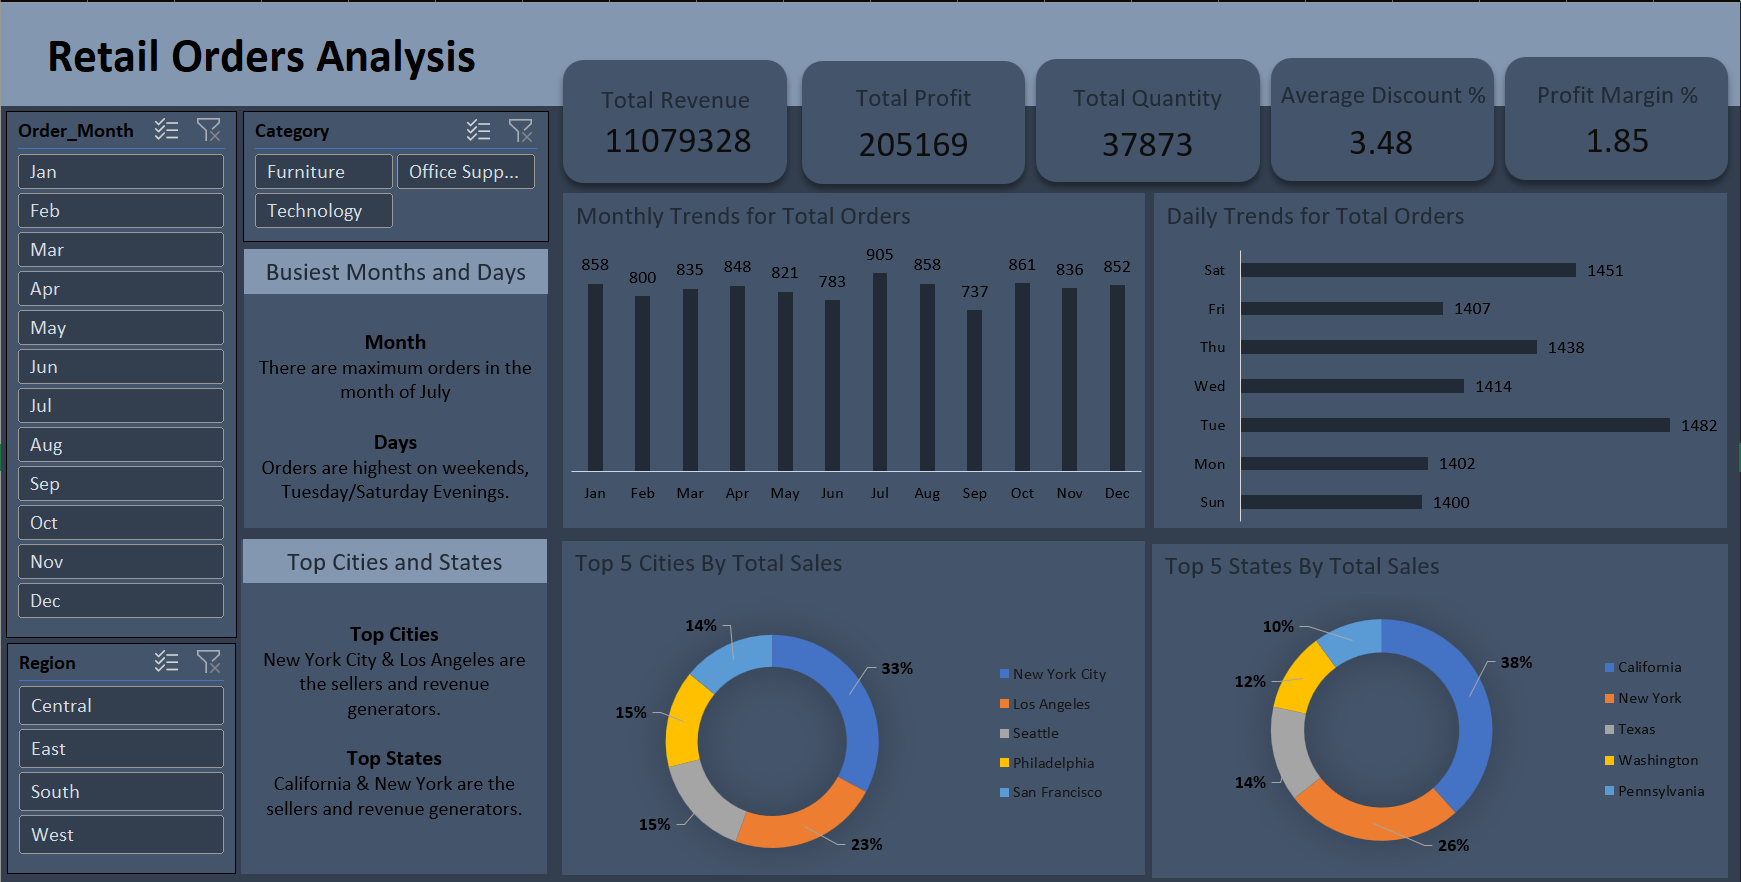 Retail Orders Analysis
Total Revenue
11079328
Total Profit
205169
Total Quantity
37873
Average Discount %
3.48
Profit Margin %
1.85
Order_Month
Jan
Feb
Mar
Apr
May
Jun
Jul
Aug
Sep
Oct
Nov
Dec
Region
Central
East
South
West
Category
Furniture
Office Supp...
Technology
Busiest Months and Days
Month
There are maximum orders in the
month of July
Days
Orders are highest on weekends,
Tuesday/Saturday Evenings.
Top Cities and States
Top Cities
New York City & Los Angeles are
the sellers and revenue
generators.
Top States
California & New York are the
sellers and revenue generators.
Monthly Trends for Total Orders
858 800 835 848 821 783 905 858 737 861 836 852
Jan Feb Mar Apr May Jun Jul Aug Sep Oct Nov Dec
Daily Trends for Total Orders
Sat 1451
Fri 1407
Thu 1438
Wed 1414
Tue 1482
Mon 1402
Sun 1400
Top 5 Cities By Total Sales
14%
33%
15%
15%
23%
New York City
Los Angeles
Seattle
Philadelphia
San Francisco
Top 5 States By Total Sales
10%
38%
12%
14%
26%
California
New York
Texas
Washington
Pennsylvania